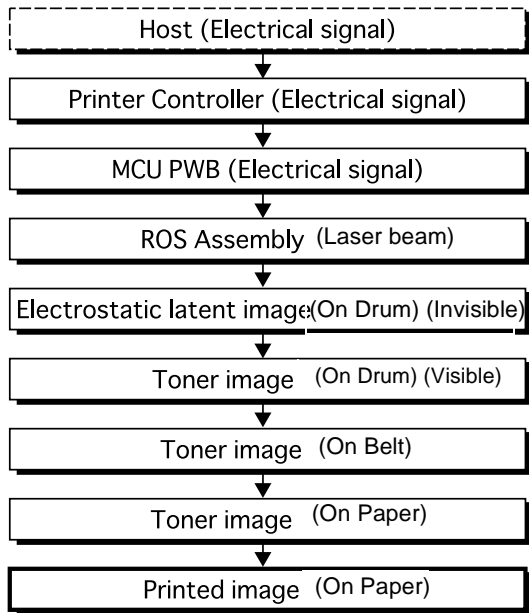 Host (Electrical signal)
Printer Controller (Electrical signal)
MCU PWB (Electrical signal)
ROS Assembly (Laser beam)
Electrostatic latent image (On Drum) (Invisible)
Toner image (On Drum) (Visible)
Toner image (On Belt)
Toner image (On Paper)
Printed image (On Paper)